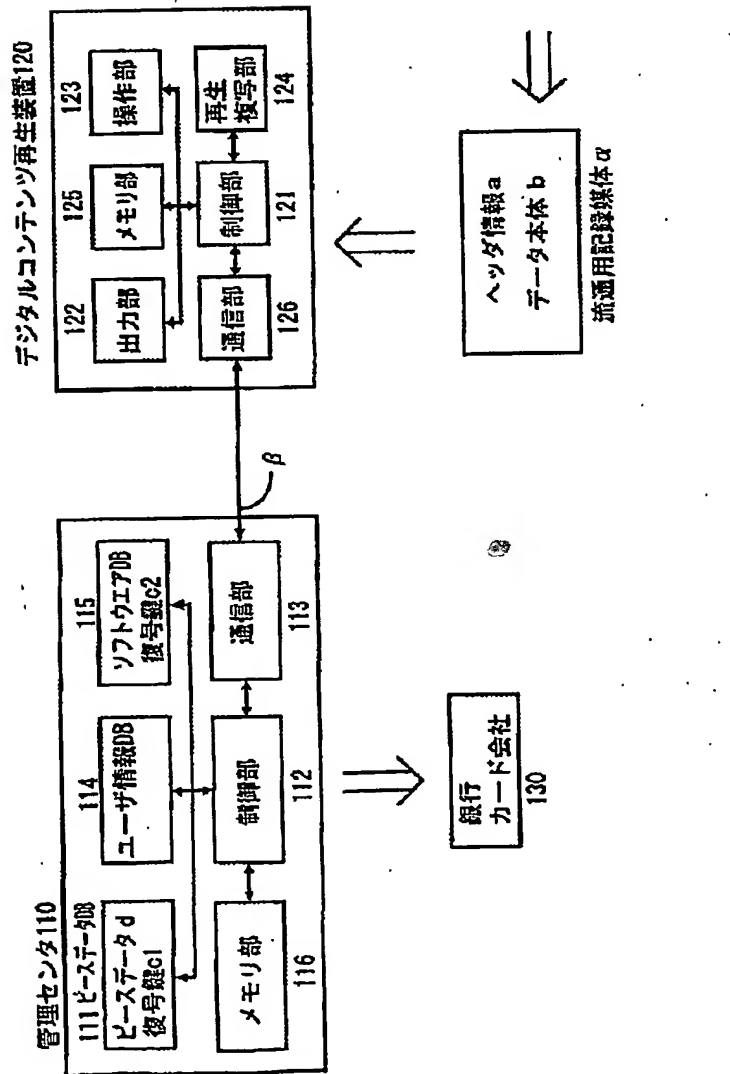 管理センタ110
111 ピースデータDB
ピースデータd
復号鍵c1
114
ユーザ情報DB
115
ソフトウエアDB
復号鍵c2
メモリ部
116
制御部
112
通信部
113
β
デジタルコンテンツ再生装置120
122
出力部
125
メモリ部
123
操作部
通信部
126
制御部
121
再生
複写部
124
銀行
カード会社
130
ヘッダ情報a
データ本体b
流通用記録媒体α